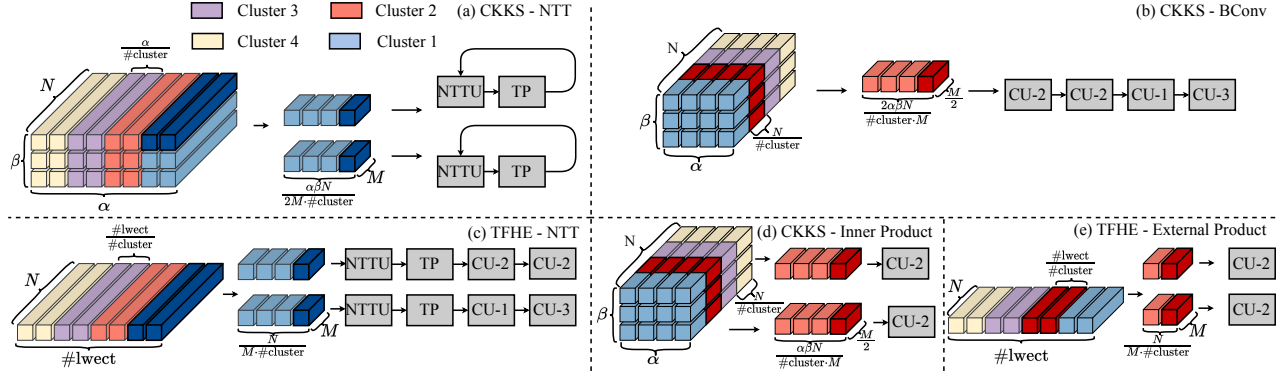 Cluster 3
Cluster 2
Cluster 4
Cluster 1
(a) CKKS - NTT
α
#cluster
N
β
α
αβN
2M·#cluster
M
NTTU
TP
NTTU
TP
(b) CKKS - BConv
N
β
α
N
#cluster
2αβN
#cluster·M
M
2
CU-2
CU-2
CU-1
CU-3
(c) TFHE - NTT
#lwect
#cluster
N
#lwect
N
M·#cluster
M
NTTU
TP
CU-2
CU-2
NTTU
TP
CU-1
CU-3
(d) CKKS - Inner Product
N
β
α
N
#cluster
αβN
#cluster·M
M
2
CU-2
CU-2
(e) TFHE - External Product
#lwect
#cluster
N
#lwect
N
M·#cluster
M
CU-2
CU-2